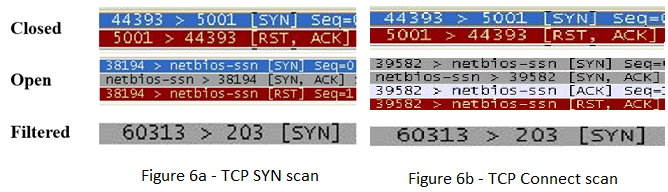 Closed
44393 > 5001 [SYN] Seq=
5001 > 44393 [RST, ACK]
44393 > 5001 [SYN] Seq=
5001 > 44393 [RST, ACK]
Open
38194 > netbios-ssn [SYN] Seq=0
netbios-ssn > 38194 [SYN, ACK]
38194 > netbios-ssn [RST] Seq=1
39582 > netbios-ssn [SYN]
netbios-ssn > 39582 [SYN, ACK]
39582 > netbios-ssn [ACK] Seq=
39582 > netbios-ssn [RST, ACK]
Filtered
60313 > 203 [SYN]
60313 > 203 [SYN]
Figure 6a - TCP SYN scan
Figure 6b - TCP Connect scan